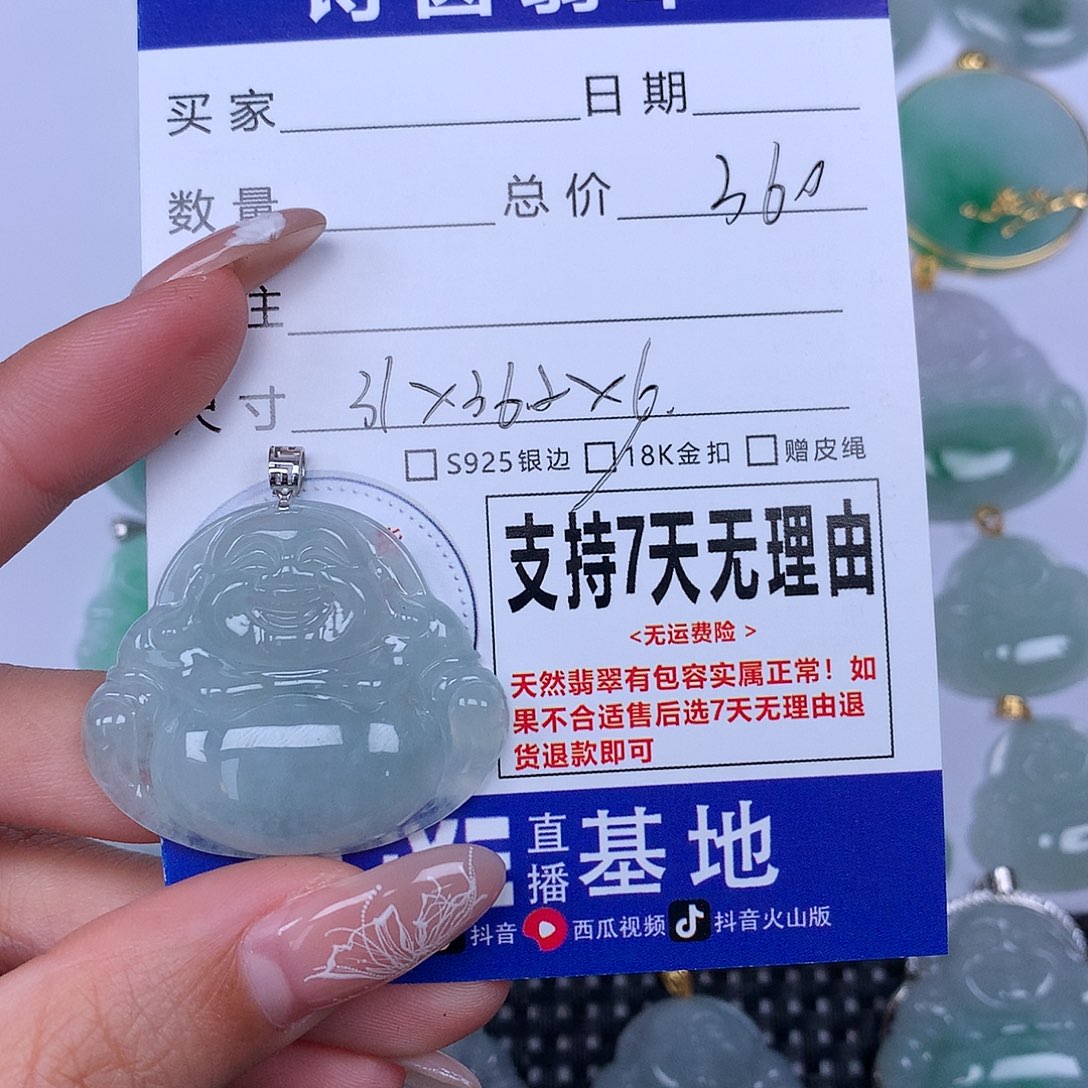 买家 日期
数量 总价 360
主
尺寸 31×36.2×6.
S925银边 18K金扣 赠皮绳
支持7天无理由
<无运费险>
天然翡翠有包容实属正常！如
果不合适售后选7天无理由退
货退款即可
直播基地
抖音 西瓜视频 抖音火山版